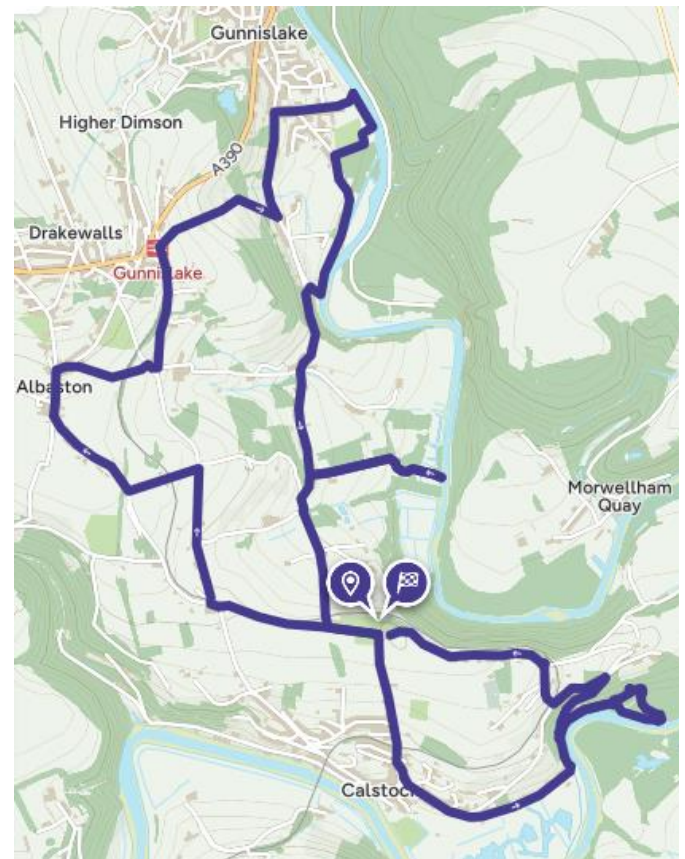 Gunnislake
Higher Dimson
A390
Drakewalls
Gunnislake
Albaston
Morwellham
Quay
Calstock